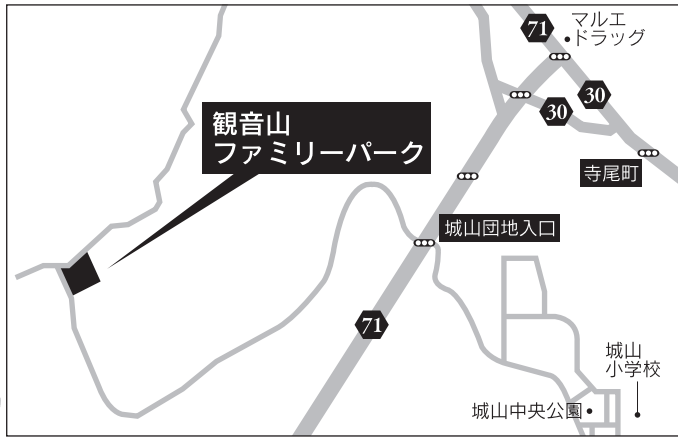 71
マルエ
ドラッグ
30
30
観音山
ファミリーパーク
寺尾町
城山団地入口
71
城山
小学校
城山中央公園